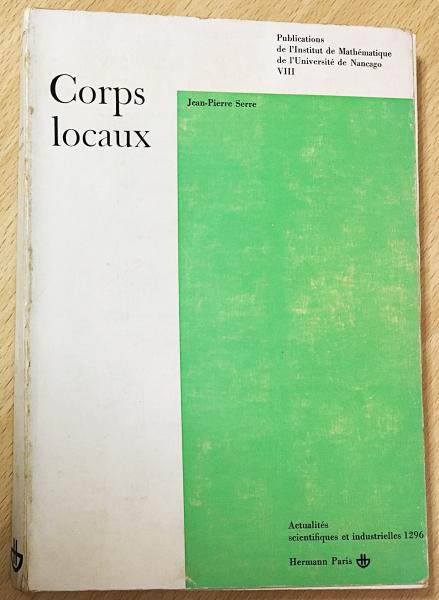 Publications
de l'Institut de Mathématique
de l'Université de Nancago
VIII
Corps
locaux
Jean-Pierre Serre
Actualités
scientifiques et industrielles 1296
Hermann Paris